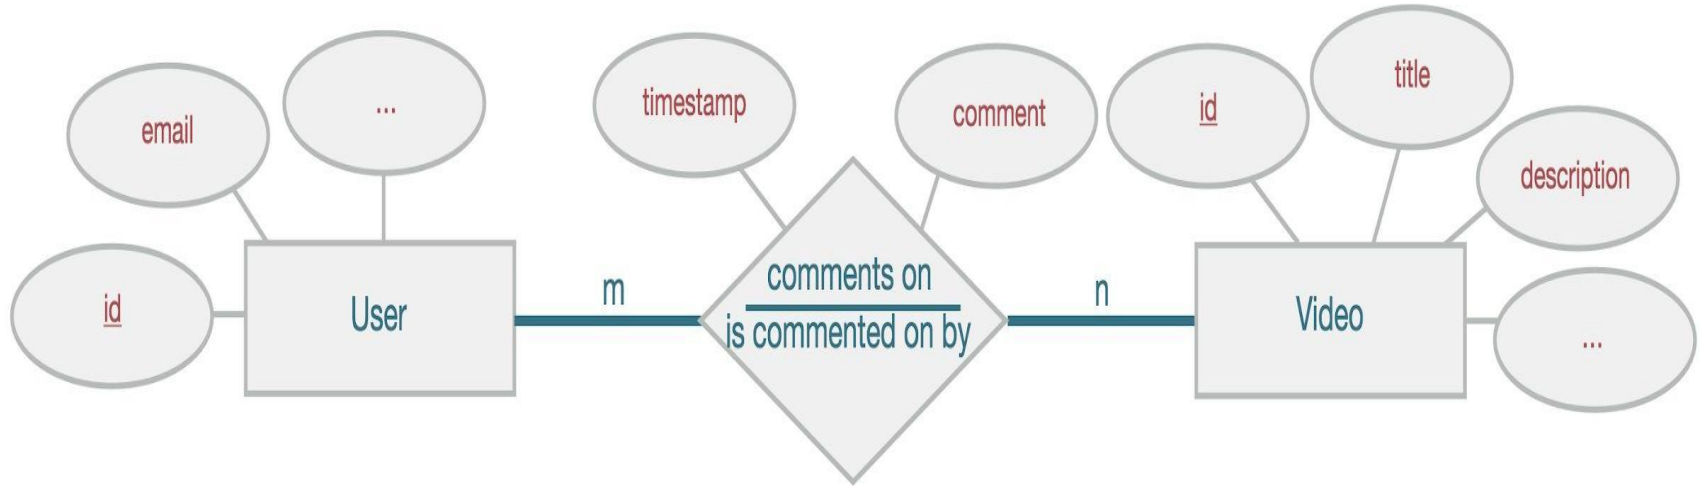 email
...
timestamp
comment
id
title
description
id
User
m
comments on
is commented on by
n
Video
...